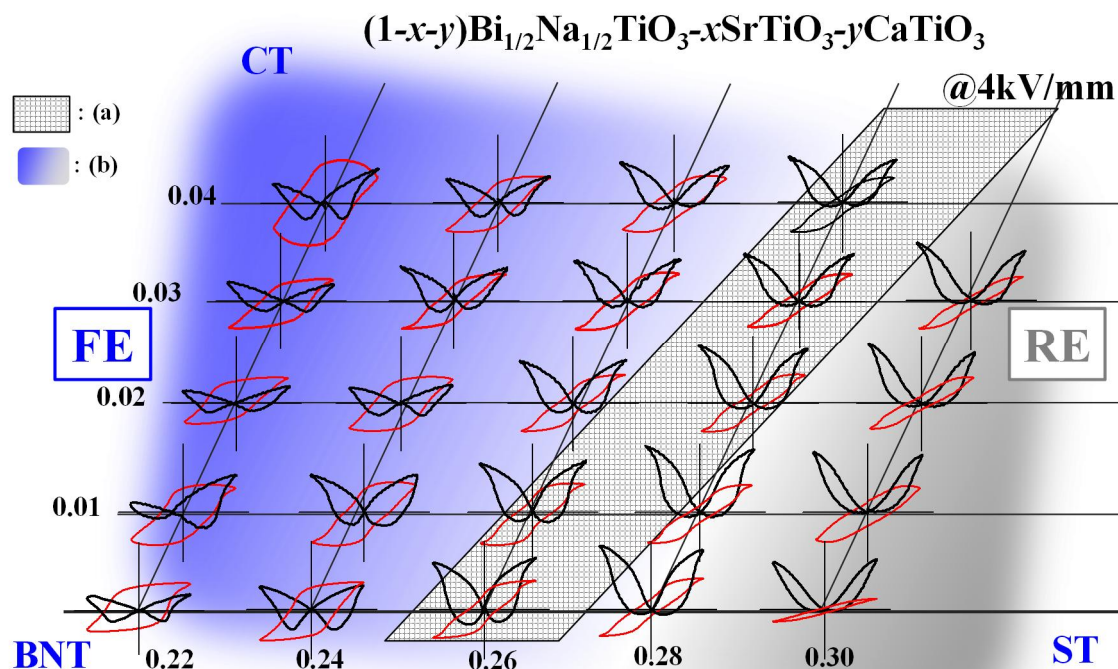 (1-x-y)Bi1/2Na1/2TiO3-xSrTiO3-yCaTiO3
CT
@4kV/mm
: (a)
: (b)
0.04
0.03
FE
RE
0.02
0.01
BNT
0.22
0.24
0.26
0.28
0.30
ST